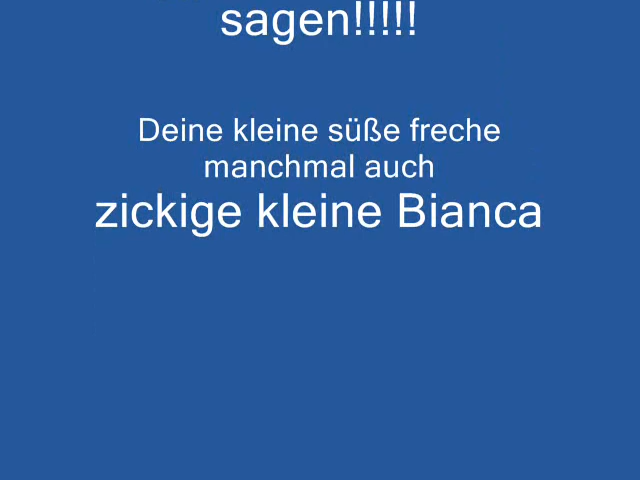 sagen!!!!!
Deine kleine süße freche
manchmal auch
zickige kleine Bianca